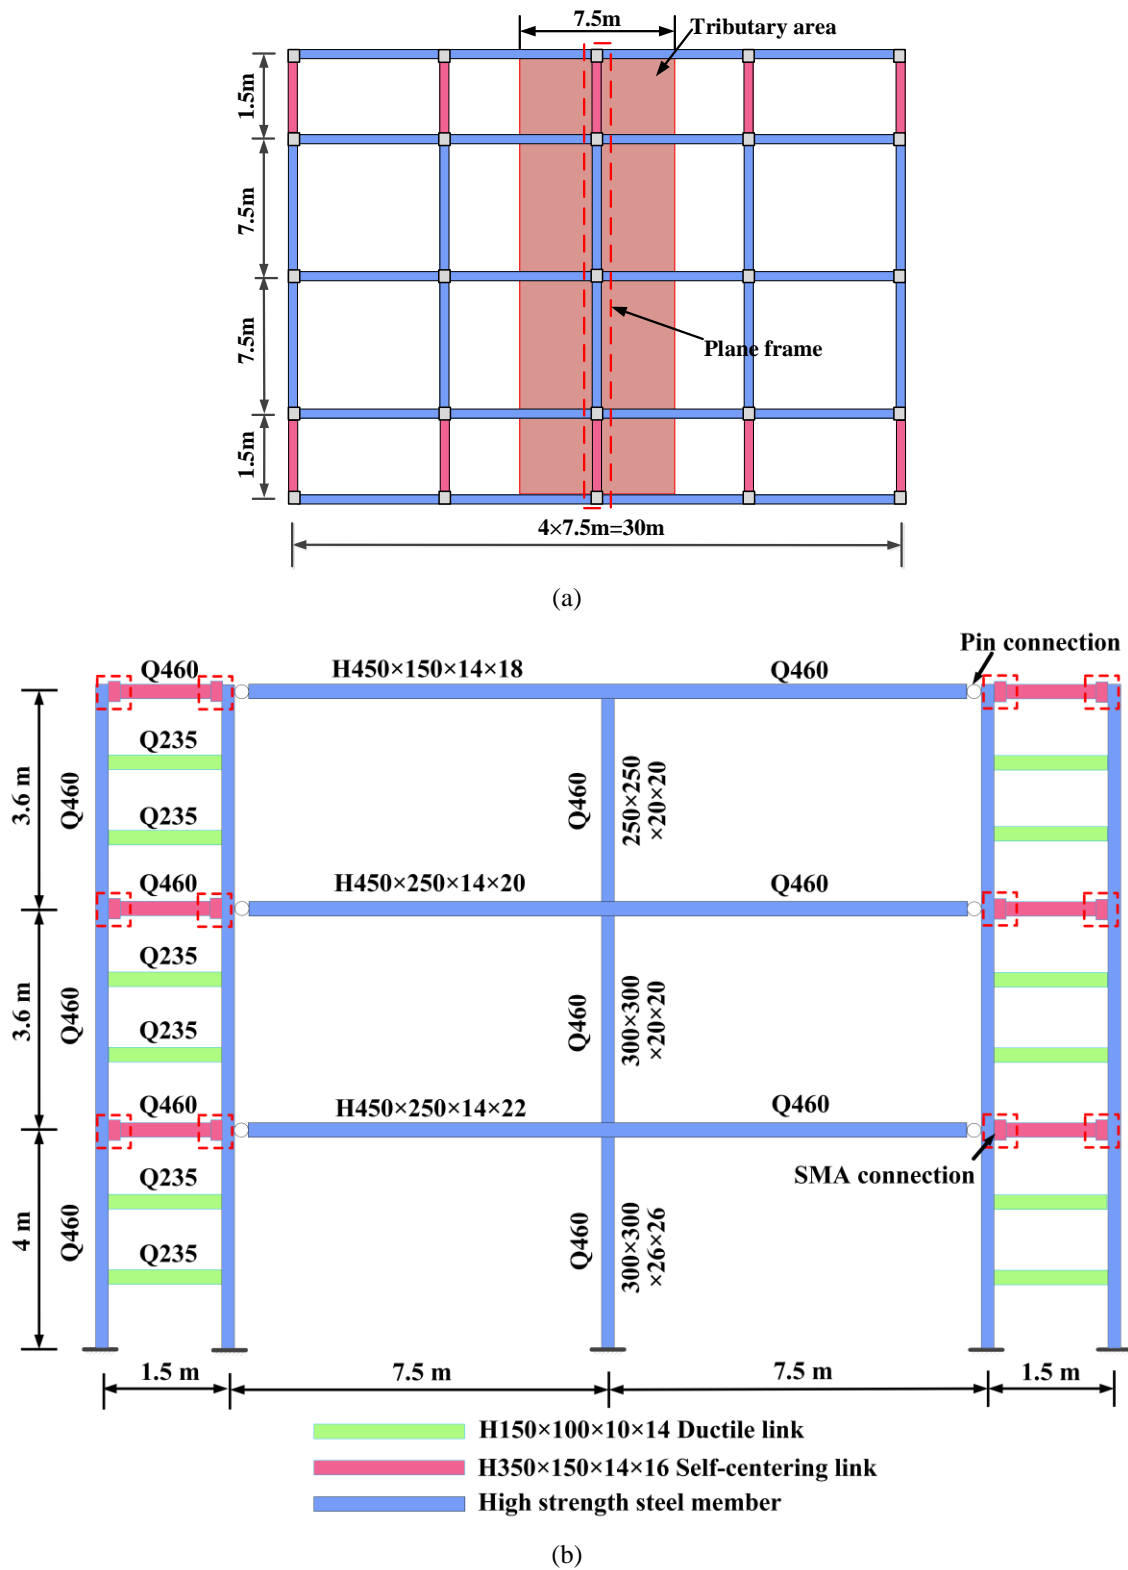 7.5m
Tributary area
1.5m
7.5m
7.5m
1.5m
Plane frame
4×7.5m=30m
(a)
Pin connection
Q460
H450×150×14×18
Q460
Q235
3.6 m
Q460
Q460
250×250
×20×20
Q235
Q460
H450×250×14×20
Q460
Q235
3.6 m
Q460
Q460
300×300
×20×20
Q235
Q460
H450×250×14×22
Q460
SMA connection
Q235
4 m
Q460
Q460
300×300
×26×26
Q235
1.5 m
7.5 m
7.5 m
1.5 m
H150×100×10×14 Ductile link
H350×150×14×16 Self-centering link
High strength steel member
(b)